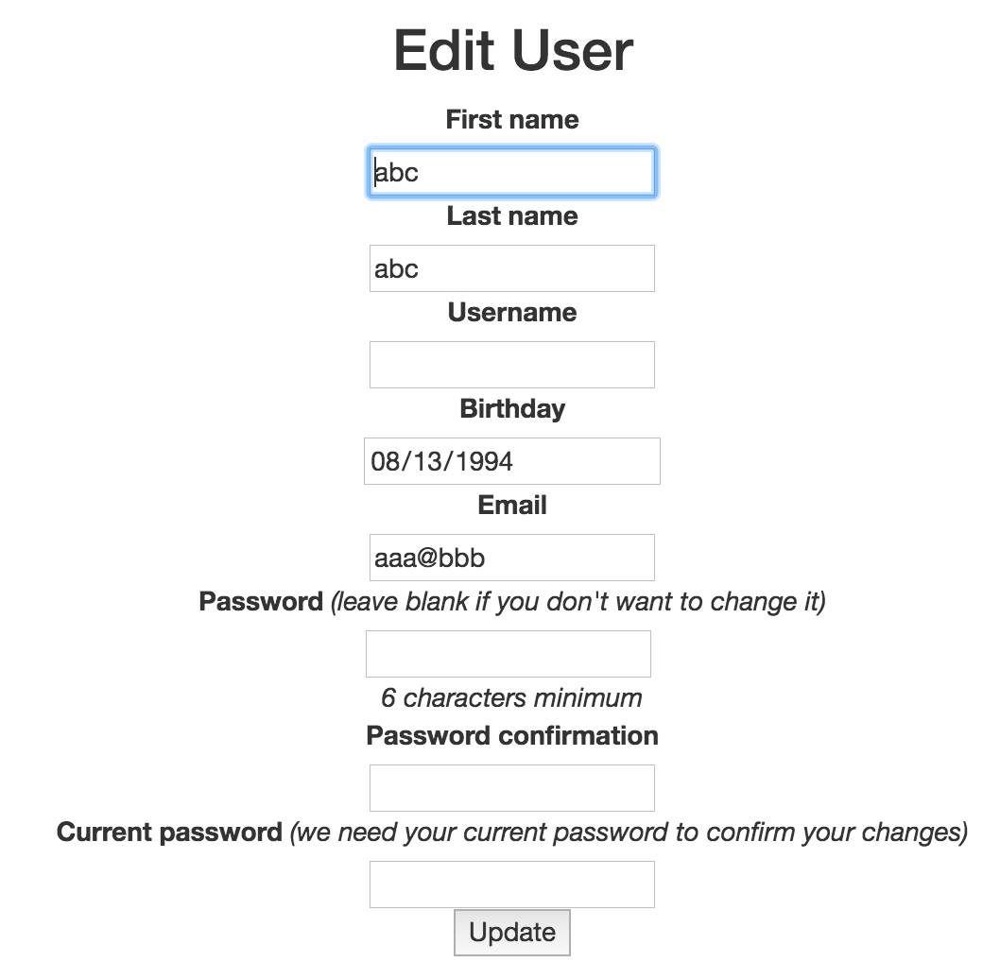 Edit User
First name
abc
Last name
abc
Username
Birthday
08/13/1994
Email
aaa@bbb
Password (leave blank if you don't want to change it)
6 characters minimum
Password confirmation
Current password (we need your current password to confirm your changes)
Update